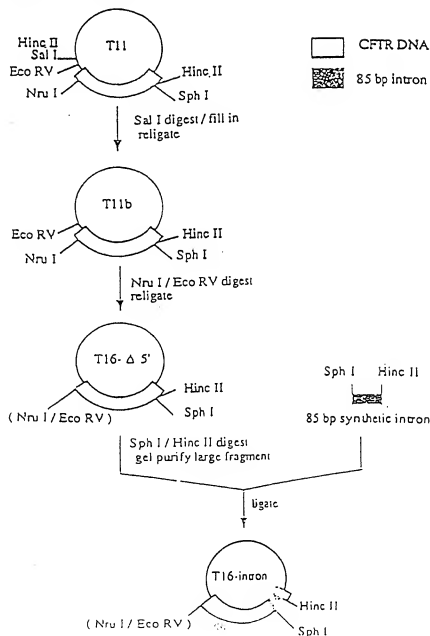 T11
Hinc II
Sal I
Eco RV
Nru I
Hinc II
Sph I
CFTR DNA
85 bp intron
Sal I digest / fill in
religate
T11b
Eco RV
Nru I
Hinc II
Sph I
Nru I / Eco RV digest
religate
T16- Δ 5'
Hinc II
Sph I
( Nru I / Eco RV )
Sph I Hinc II
85 bp synthetic intron
Sph I / Hinc II digest
gel purify large fragment
ligate
T16-intron
Hinc II
( Nru I / Eco RV )
Sph I